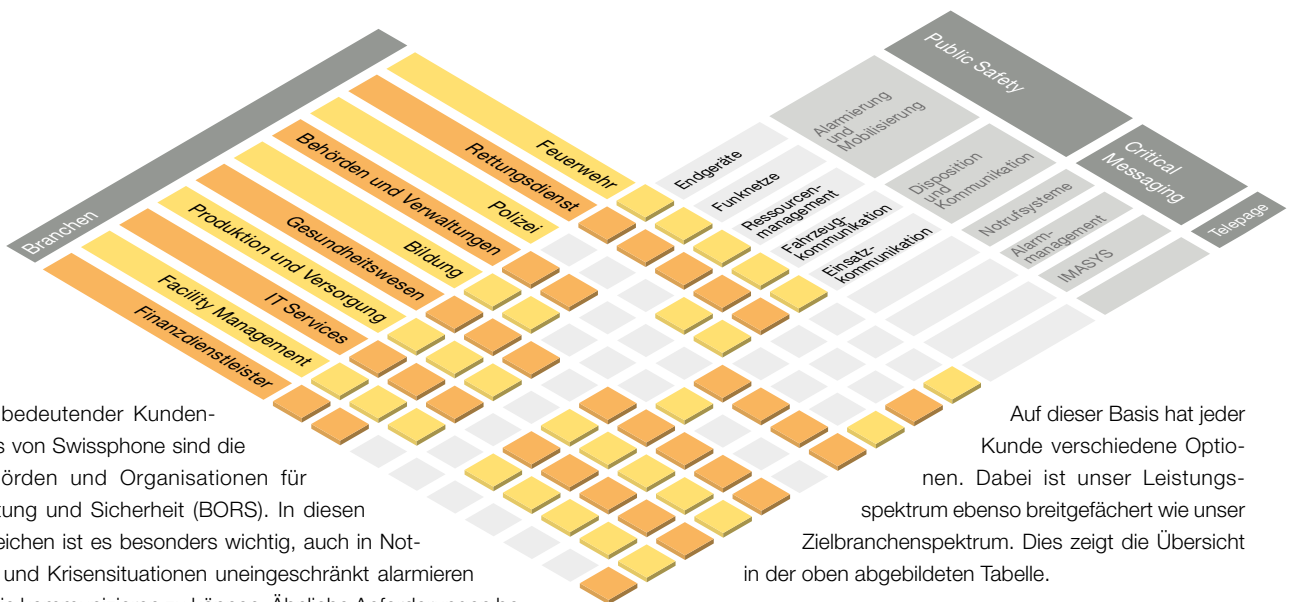 Branchen
Feuerwehr
Rettungsdienst
Polizei
Behörden und Verwaltungen
Bildung
Gesundheitswesen
Produktion und Versorgung
IT Services
Facility Management
Finanzdienstleister
Public Safety
Critical
Messaging
Telepage
Alarmierung
und
Mobilisierung
Disposition
und
Kommunikation
Notrufsysteme
Alarm-
management
IMASYS
Endgeräte
Funknetze
Ressourcen-
management
Fahrzeug-
kommunikation
Einsatz-
kommunikation
bedeutender Kunden-
von Swissphone sind die
und Organisationen für
und Sicherheit (BORS). In diesen
ist es besonders wichtig, auch in Not-
und Krisensituationen uneingeschränkt alarmieren
Auf dieser Basis hat jeder
Kunde verschiedene Optio-
nen. Dabei ist unser Leistungs-
spektrum ebenso breitgefächert wie unser
Zielbranchenspektrum. Dies zeigt die Übersicht
in der oben abgebildeten Tabelle.